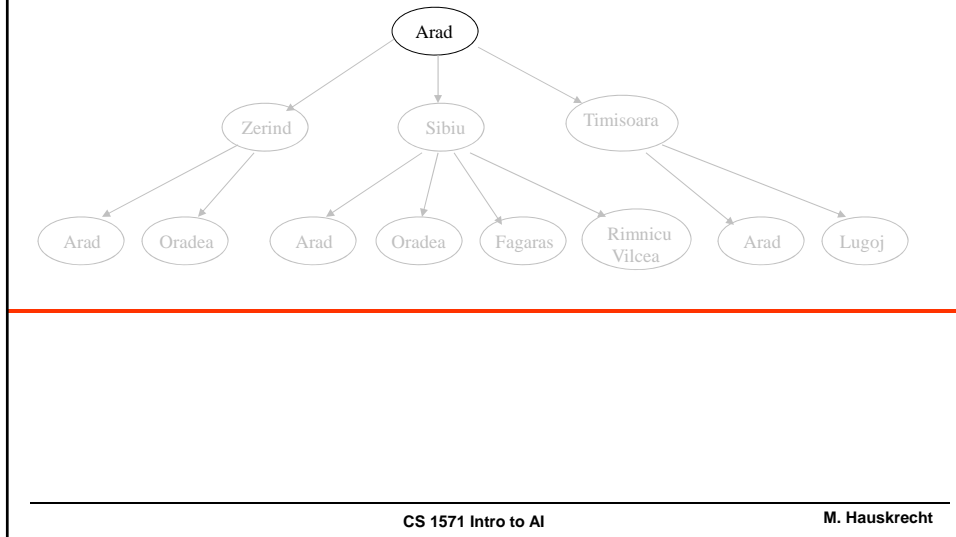 Arad
Zerind
Sibiu
Timisoara
Arad
Oradea
Arad
Oradea
Fagaras
Rimnicu
Vilcea
Arad
Lugoj
CS 1571 Intro to AI
M. Hauskrecht